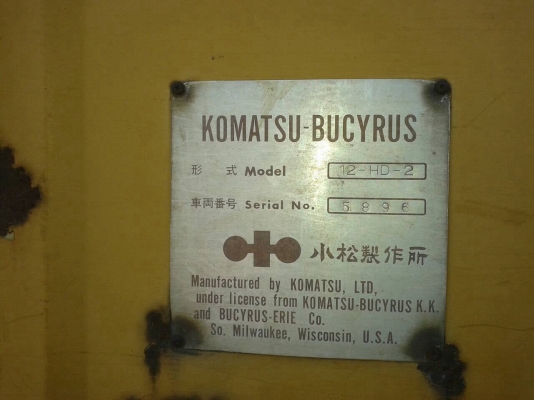 KOMATSU-BUCYRUS
形 式 Model 12-HD-2
車両番号 Serial No. 5896
小松製作所
Manufactured by KOMATSU, LTD,
under license from KOMATSU-BUCYRUS K.K.
and BUCYRUS-ERIE Co.
So. Milwaukee, Wisconsin, U.S.A.